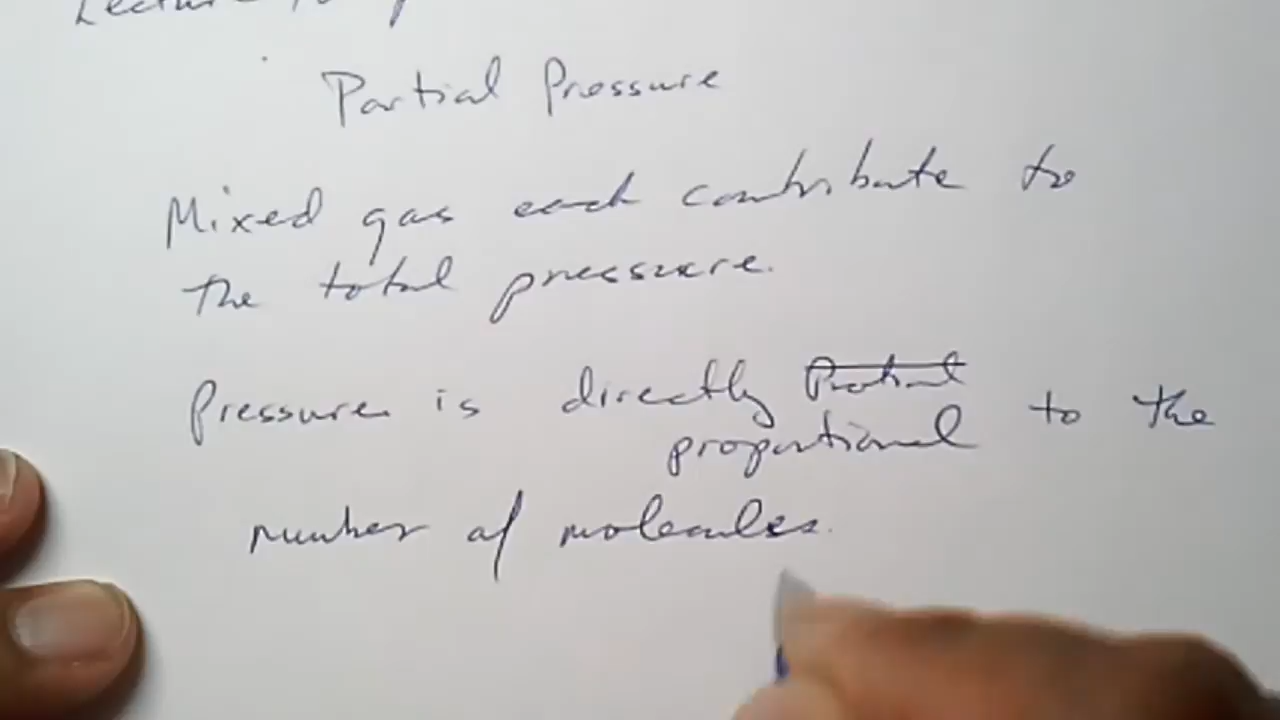 Lecture
Partial Pressure
Mixed gas each contribute to
the total pressure.
Pressure is directly to the
proportional
number of molecules.